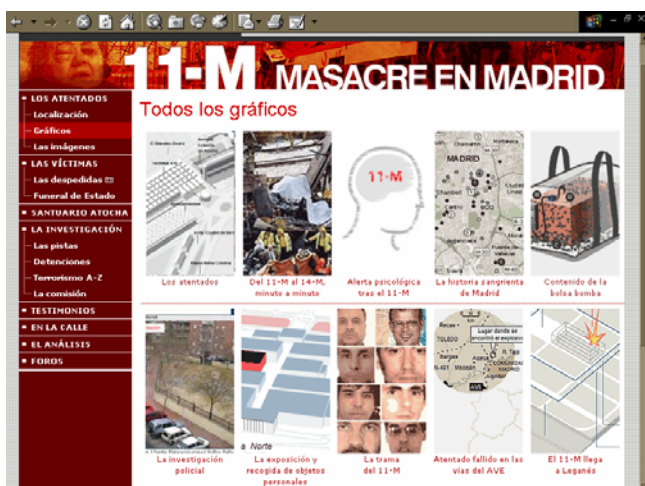 11-M MASACRE EN MADRID
LOS ATENTADOS
Localización
Gráficos
Las imágenes
LAS VÍCTIMAS
Las despedidas
Funeral de Estado
SANTUARIO ATOCHA
LA INVESTIGACIÓN
Las pistas
Detenciones
Terrorismo A-Z
La comisión
TESTIMONIOS
EN LA CALLE
EL ANÁLISIS
FOROS
Todos los gráficos
11-M
MADRID
Los atentados
Del 11-M al 14-M,
minuto a minuto
Alerta psicológica
tras el 11-M
La historia sangrienta
de Madrid
Contenido de la
bolsa bomba
Lugar donde se
encontró el explosivo
TOLEDO
AVE
a Norte
La investigación
policial
La exposición y
recogida de objetos
personales
La trama
del 11-M
Atentado fallido en las
vías del AVE
El 11-M llega
a Leganés